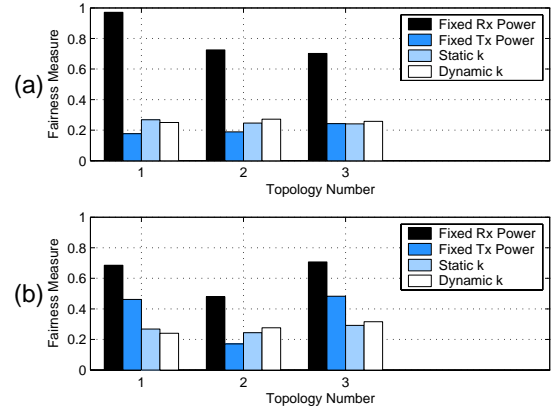 (a)
Fairness Measure
1
0.8
0.6
0.4
0.2
0
1 2 3
Topology Number
Fixed Rx Power
Fixed Tx Power
Static k
Dynamic k
(b)
Fairness Measure
1
0.8
0.6
0.4
0.2
0
1 2 3
Topology Number
Fixed Rx Power
Fixed Tx Power
Static k
Dynamic k